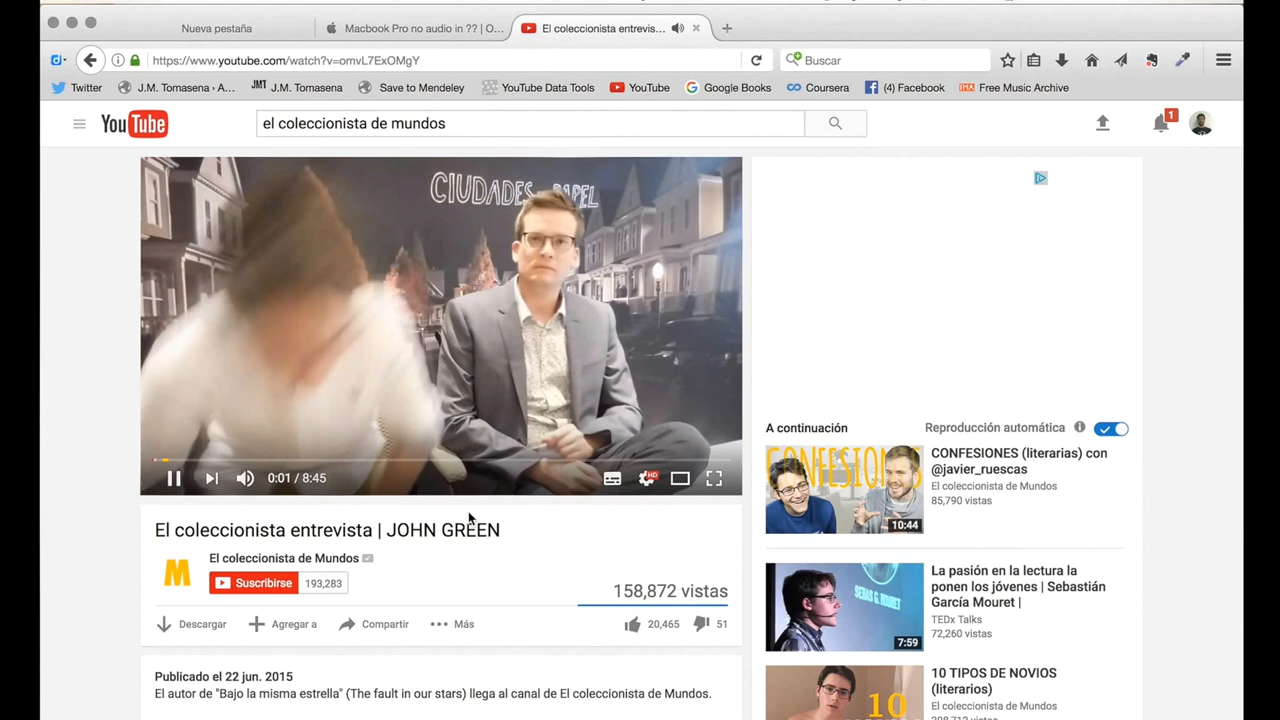 Nueva pestaña
Macbook Pro no audio in ?? | O...
El coleccionista entrevis...
https://www.youtube.com/watch?v=omvL7ExOMgY
Buscar
Twitter
J.M. Tomasena › A...
JMT J.M. Tomasena
Save to Mendeley
YouTube Data Tools
YouTube
Google Books
Coursera
(4) Facebook
FMA Free Music Archive
YouTube
el coleccionista de mundos
1
CIUDADES PAPEL
0:01 / 8:45
HD
El coleccionista entrevista | JOHN GREEN
M
El coleccionista de Mundos
Suscribirse 193,283
158,872 vistas
Descargar
Agregar a
Compartir
Más
20,465
51
Publicado el 22 jun. 2015
El autor de "Bajo la misma estrella" (The fault in our stars) llega al canal de El coleccionista de Mundos.
A continuación
Reproducción automática
CONFESIONES
10:44
CONFESIONES (literarias) con
@javier_ruescas
El coleccionista de Mundos
85,790 vistas
SEBAS G. MOURET
7:59
La pasión en la lectura la
ponen los jóvenes | Sebastián
García Mouret |
TEDx Talks
72,260 vistas
10
10 TIPOS DE NOVIOS
(literarios)
El coleccionista de Mundos